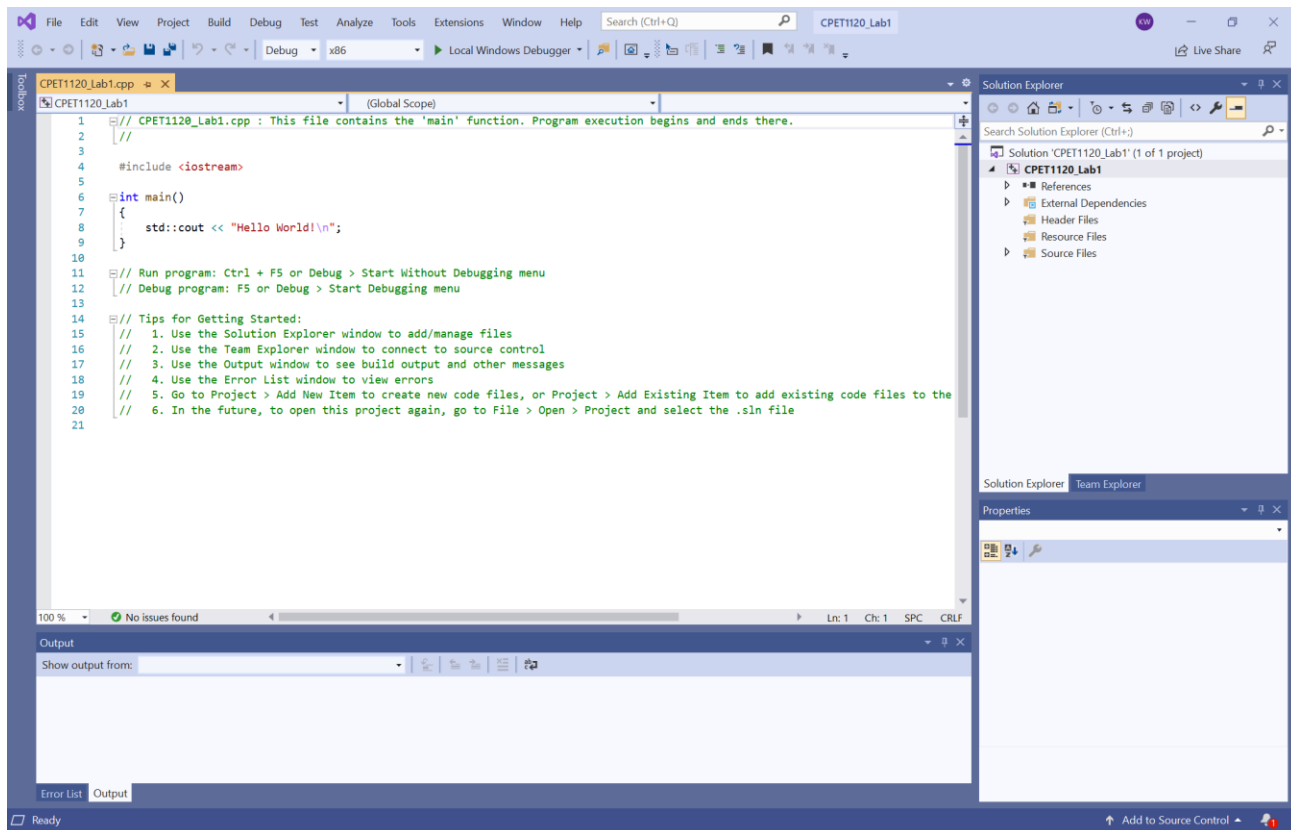 File Edit View Project Build Debug Test Analyze Tools Extensions Window Help Search (Ctrl+Q) CPET1120_Lab1 KW
Debug x86 Local Windows Debugger Live Share
Toolbox
CPET1120_Lab1.cpp
CPET1120_Lab1 (Global Scope)
1 // CPET1120_Lab1.cpp : This file contains the 'main' function. Program execution begins and ends there.
2 //
3
4 #include <iostream>
5
6 int main()
7 {
8 std::cout << "Hello World!\n";
9 }
10
11 // Run program: Ctrl + F5 or Debug > Start Without Debugging menu
12 // Debug program: F5 or Debug > Start Debugging menu
13
14 // Tips for Getting Started:
15 // 1. Use the Solution Explorer window to add/manage files
16 // 2. Use the Team Explorer window to connect to source control
17 // 3. Use the Output window to see build output and other messages
18 // 4. Use the Error List window to view errors
19 // 5. Go to Project > Add New Item to create new code files, or Project > Add Existing Item to add existing code files to the
20 // 6. In the future, to open this project again, go to File > Open > Project and select the .sln file
21
100 % No issues found Ln: 1 Ch: 1 SPC CRLF
Output
Show output from:
Error List Output
Solution Explorer
Search Solution Explorer (Ctrl+;)
Solution 'CPET1120_Lab1' (1 of 1 project)
CPET1120_Lab1
References
External Dependencies
Header Files
Resource Files
Source Files
Solution Explorer Team Explorer
Properties
Ready Add to Source Control 1